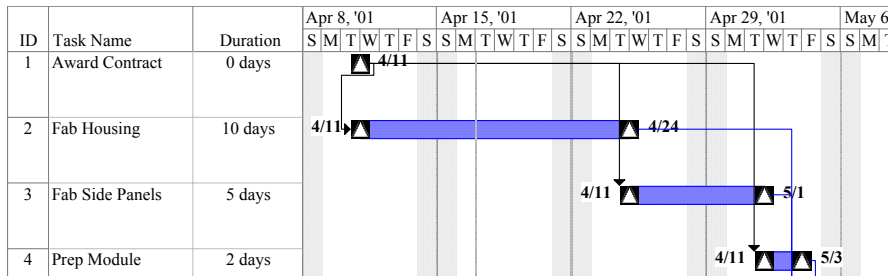 Apr 8, '01 Apr 15, '01 Apr 22, '01 Apr 29, '01 May 6
ID Task Name Duration S M T W T F S S M T W T F S S M T W T F S S M T W T F S S M T
1 Award Contract 0 days 4/11
2 Fab Housing 10 days 4/11 4/24
3 Fab Side Panels 5 days 4/11 5/1
4 Prep Module 2 days 4/11 5/3